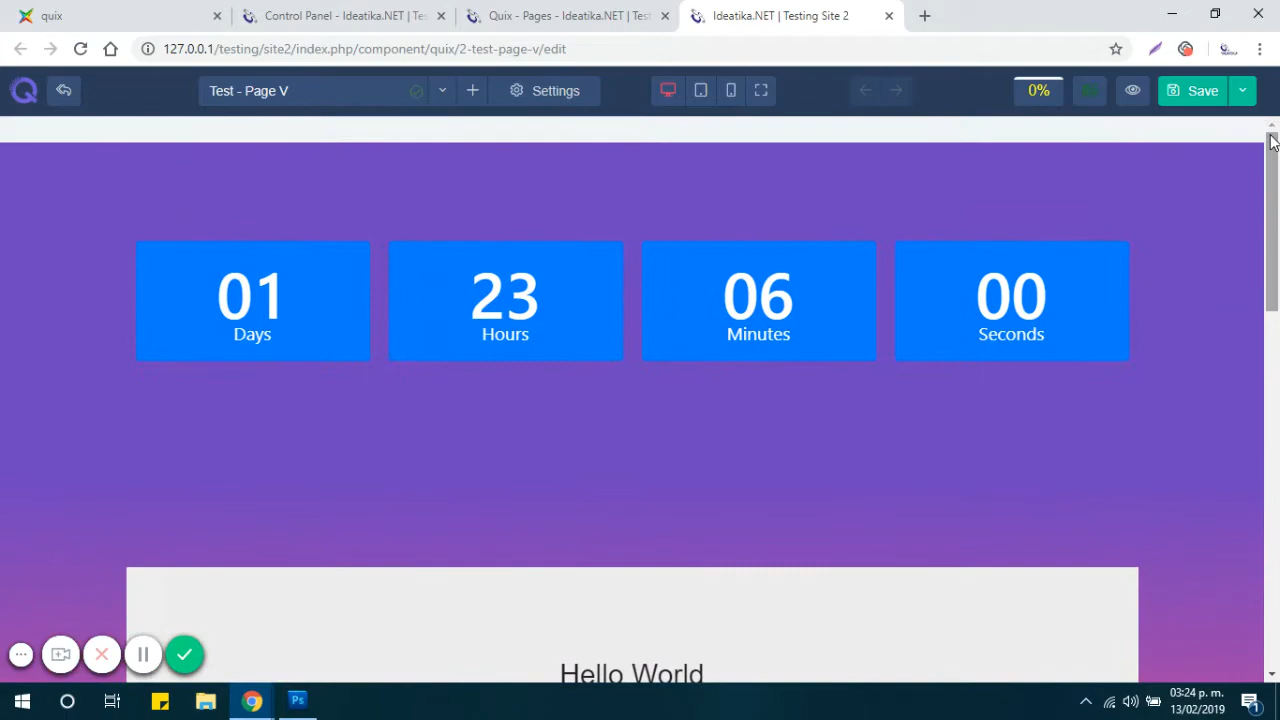 quix
Control Panel - Ideatika.NET | Tes
Quix - Pages - Ideatika.NET | Test
Ideatika.NET | Testing Site 2
127.0.0.1/testing/site2/index.php/component/quix/2-test-page-v/edit
Test - Page V
Settings
0%
Save
01
23
06
00
Days
Hours
Minutes
Seconds
Hello World
Ps
03:24 p. m.
13/02/2019
1